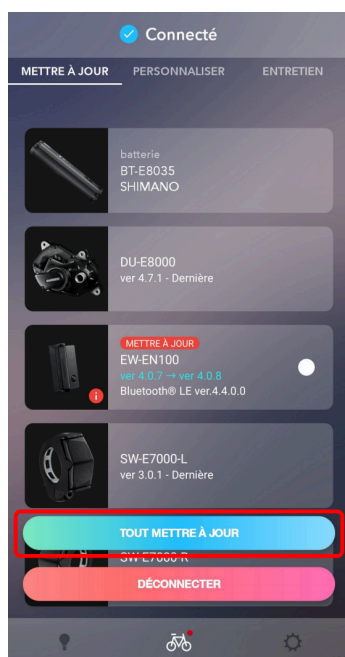 Connecté
METTRE À JOUR PERSONNALISER ENTRETIEN
batterie
BT-E8035
SHIMANO
DU-E8000
ver 4.7.1 - Dernière
METTRE À JOUR
EW-EN100
ver 4.0.7 → ver 4.0.8
Bluetooth® LE ver.4.4.0.0
SW-E7000-L
ver 3.0.1 - Dernière
TOUT METTRE À JOUR
SW-E7000-R
DÉCONNECTER